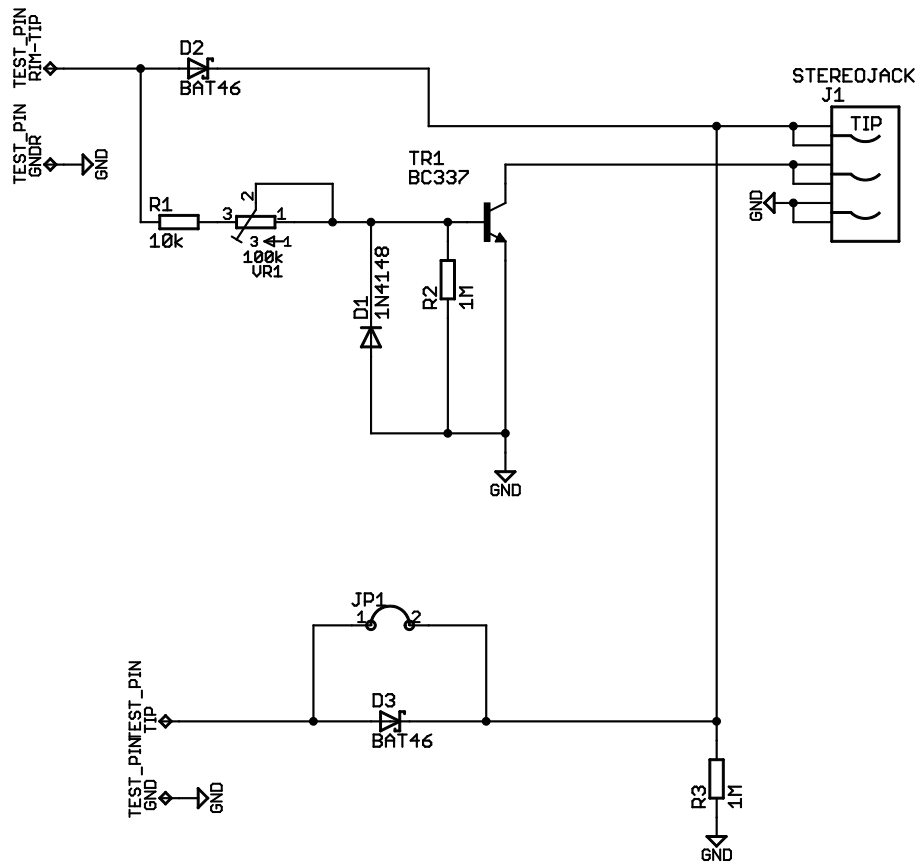 TEST_PIN
RIM-TIP
D2
BAT46
STEREOJACK
J1
TIP
TEST_PIN
GNDR
GND
TR1
BC337
GND
R1
10k
2
3
1
3
1
100k
VR1
D1
1N4148
R2
1M
GND
JP1
1
2
TEST_PIN
TIP
D3
BAT46
TEST_PIN
GND
GND
R3
1M
GND